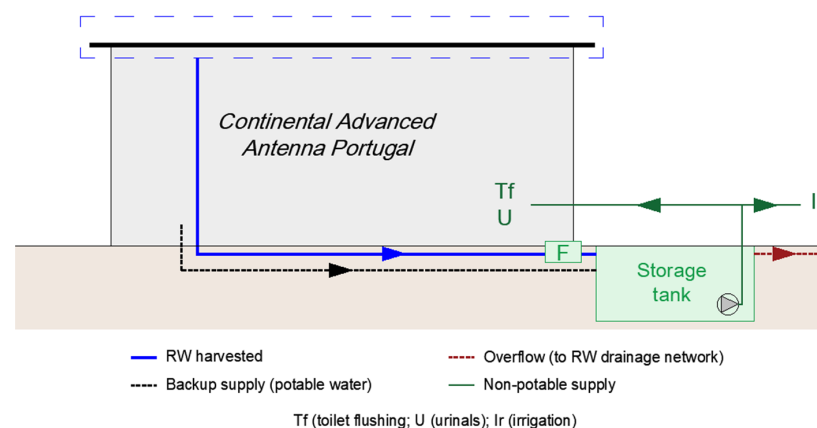 Continental Advanced
Antenna Portugal
Tf
U
I
F
Storage
tank
RW harvested
Overflow (to RW drainage network)
Backup supply (potable water)
Non-potable supply
Tf (toilet flushing; U (urinals); Ir (irrigation)